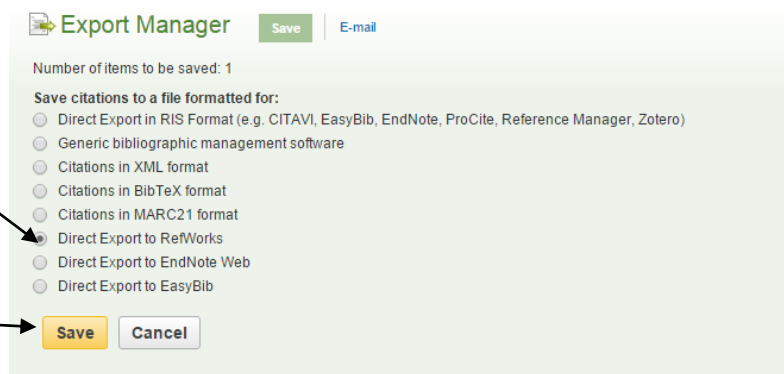 Export Manager Save E-mail
Number of items to be saved: 1
Save citations to a file formatted for:
Direct Export in RIS Format (e.g. CITAVI, EasyBib, EndNote, ProCite, Reference Manager, Zotero)
Generic bibliographic management software
Citations in XML format
Citations in BibTeX format
Citations in MARC21 format
Direct Export to RefWorks
Direct Export to EndNote Web
Direct Export to EasyBib
Save Cancel